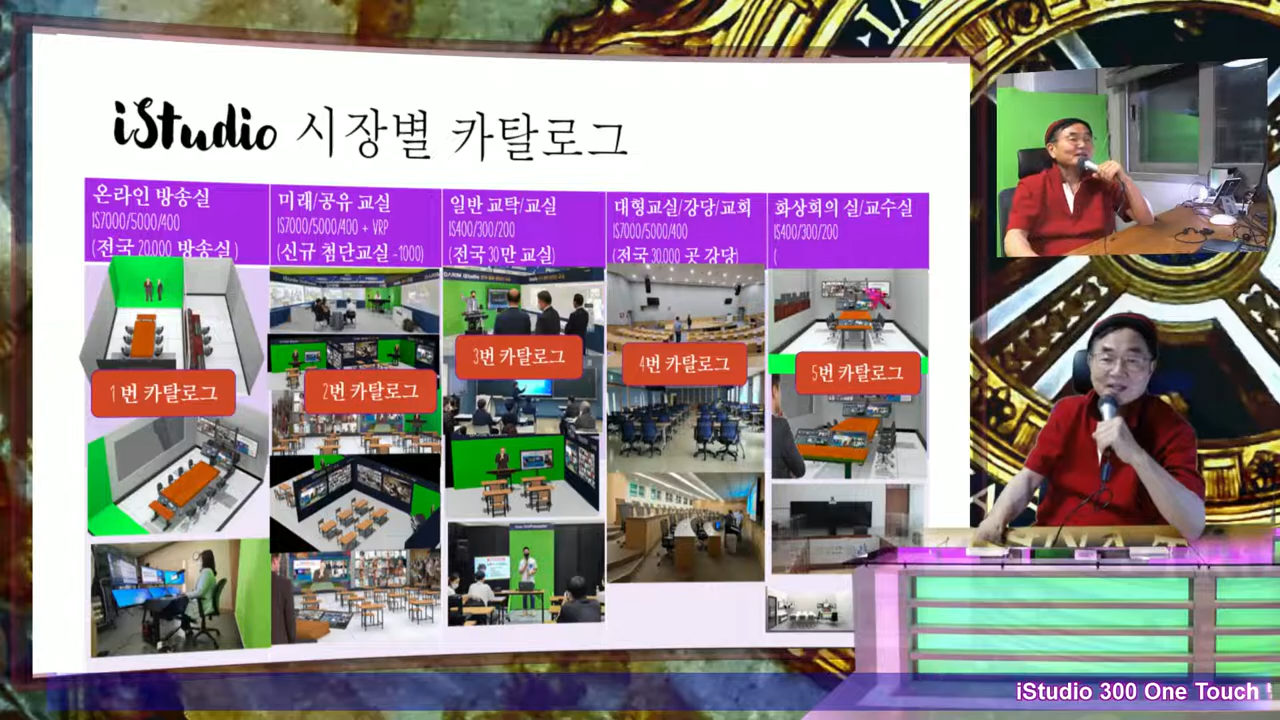 iStudio 시장별 카탈로그
온라인 방송실
IS7000/5000/400
(전국 20,000 방송실)
미래/공유 교실
IS7000/5000/400 + VRP
(신규 첨단교실 -1000)
일반 교탁/교실
IS400/300/200
(전국 30만 교실)
대형교실/강당/교회
IS7000/5000/400
(전국 30,000 곳 강당)
화상회의 실/교수실
IS400/300/200
(
1번 카탈로그
2번 카탈로그
3번 카탈로그
4번 카탈로그
5번 카탈로그
iStudio 300 One Touch